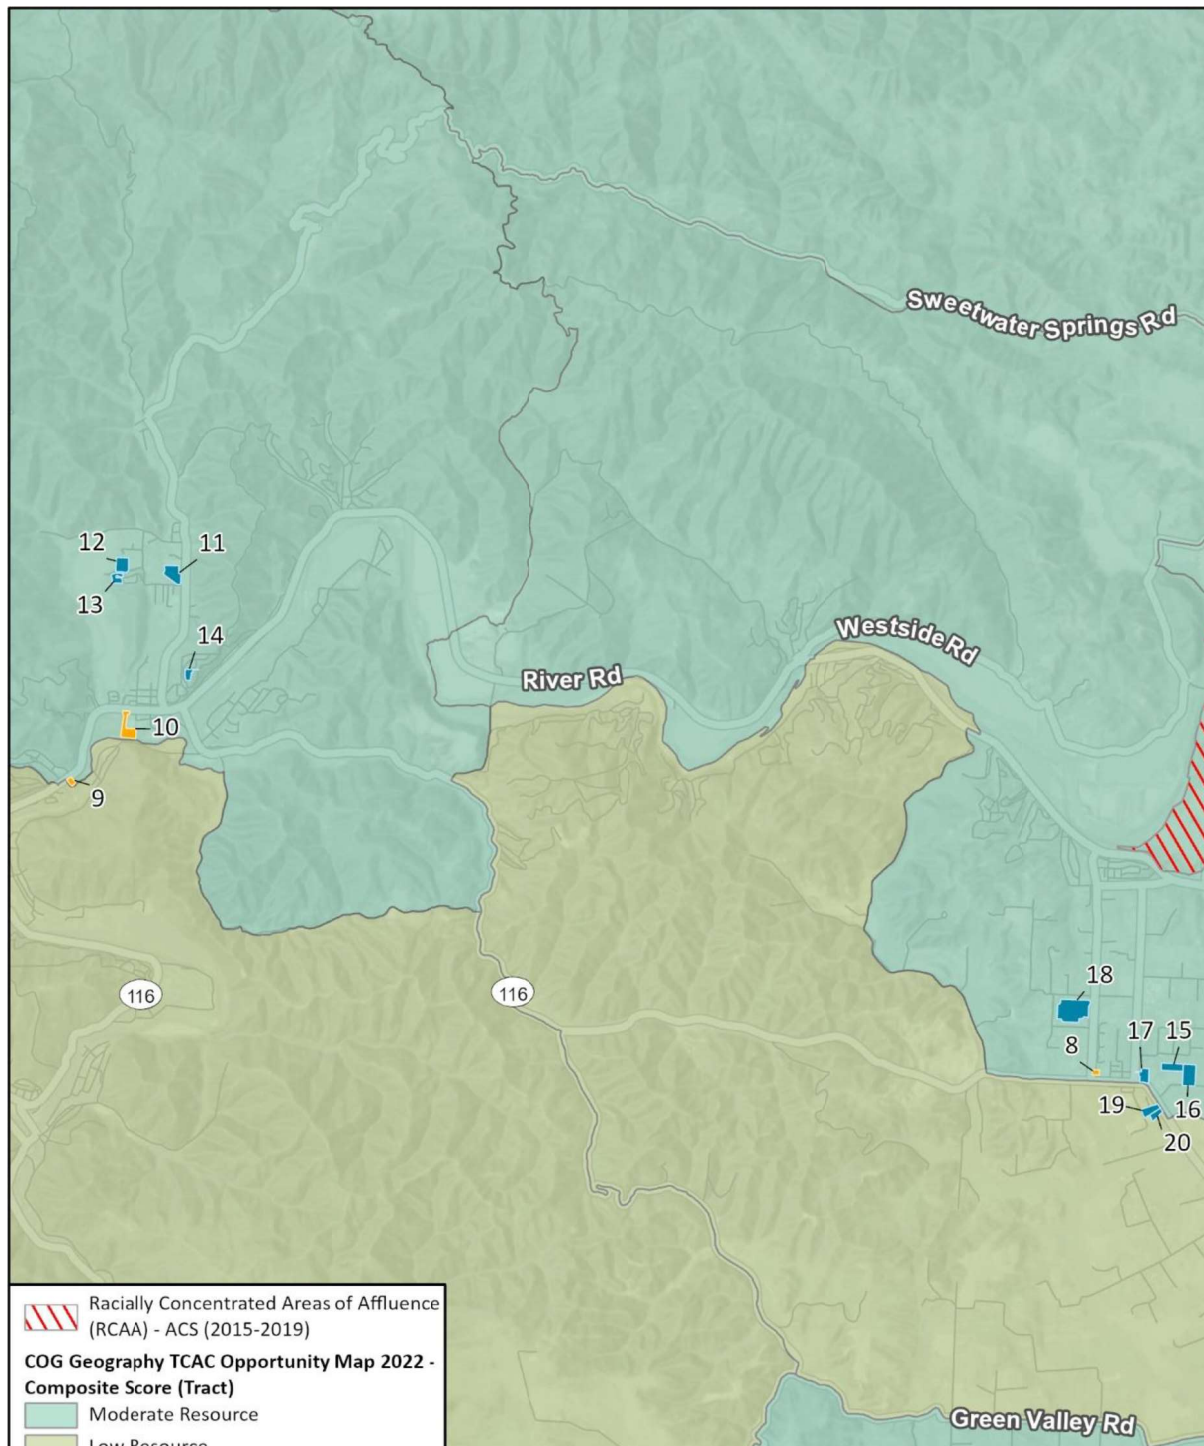 Sweetwater Springs Rd
12
11
13
14
Westside Rd
River Rd
10
9
18
116
116
8
17
15
19
16
20
Racially Concentrated Areas of Affluence
(RCAA) - ACS (2015-2019)
COG Geography TCAC Opportunity Map 2022 -
Composite Score (Tract)
Moderate Resource
Low Resource
Green Valley Rd